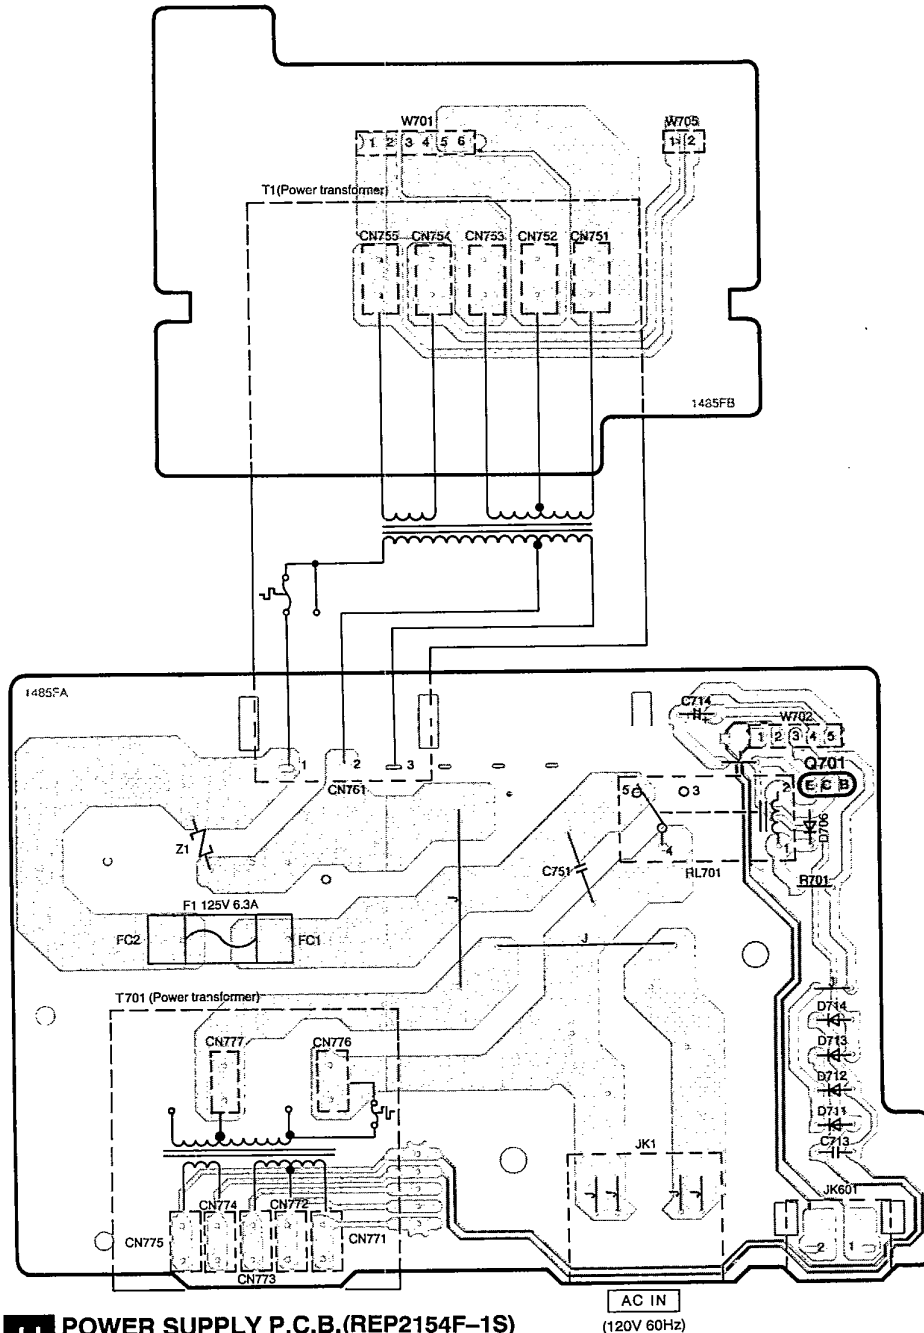 W701
1 2 3 4 5 6
W705
1 2
T1(Power transformer)
CN755 CN754 CN753 CN752 CN751
1485FB
1485FA
1 2 3
CN761
C714
W702
1 2 3 4 5
Q701
E C B
5 3 2
D706
4 1
RL701
R701
Z1
C751
F1 125V 6.3A
FC2 FC1
J
J
T701 (Power transformer)
CN777 CN776
D714
D713
D712
D711
C713
JK1
JK601
2 1
J J J J
CN775 CN774 CN773 CN772 CN771
AC IN
(120V 60Hz)
H POWER SUPPLY P.C.B.(REP2154F–1S)